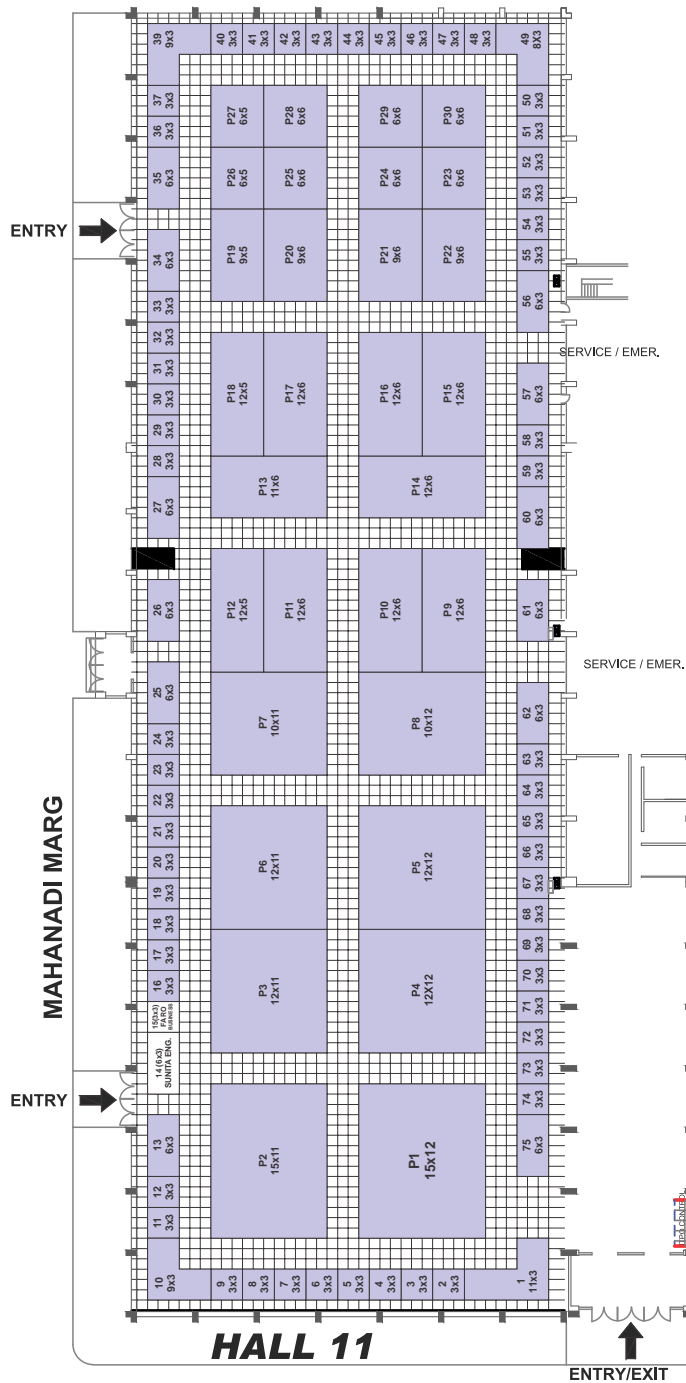 39
9x3
40
3x3
41
3x3
42
3x3
43
3x3
44
3x3
45
3x3
46
3x3
47
3x3
48
3x3
49
8X3
37
3x3
36
3x3
35
6x3
34
6x3
33
3x3
32
3x3
31
3x3
30
3x3
29
3x3
28
3x3
27
6x3
26
6x3
25
6x3
24
3x3
23
3x3
22
3x3
21
3x3
20
3x3
19
3x3
18
3x3
17
3x3
16
3x3
15(3x3)
FARO
BUSINESS
14 (6x3)
SUNITA ENG.
13
6x3
12
3x3
11
3x3
10
9x3
P27
6x5
P28
6x6
P29
6x6
P30
6x6
P26
6x5
P25
6x6
P24
6x6
P23
6x6
P19
9x5
P20
9x6
P21
9x6
P22
9x6
P18
12x5
P17
12x6
P16
12x6
P15
12x6
P13
11x6
P14
12x6
P12
12x5
P11
12x6
P10
12x6
P9
12x6
P7
10x11
P8
10x12
P6
12x11
P5
12x12
P3
12x11
P4
12X12
P2
15x11
P1
15x12
50
3x3
51
3x3
52
3x3
53
3x3
54
3x3
55
3x3
56
6x3
57
6x3
58
3x3
59
3x3
60
6x3
61
6x3
62
6x3
63
3x3
64
3x3
65
3x3
66
3x3
67
3x3
68
3x3
69
3x3
70
3x3
71
3x3
72
3x3
73
3x3
74
3x3
75
6x3
9
3x3
8
3x3
7
3x3
6
3x3
5
3x3
4
3x3
3
3x3
2
3x3
1
11x3
ENTRY
SERVICE / EMER.
SERVICE / EMER.
MAHANADI MARG
ENTRY
HALL 11
ENTRY/EXIT